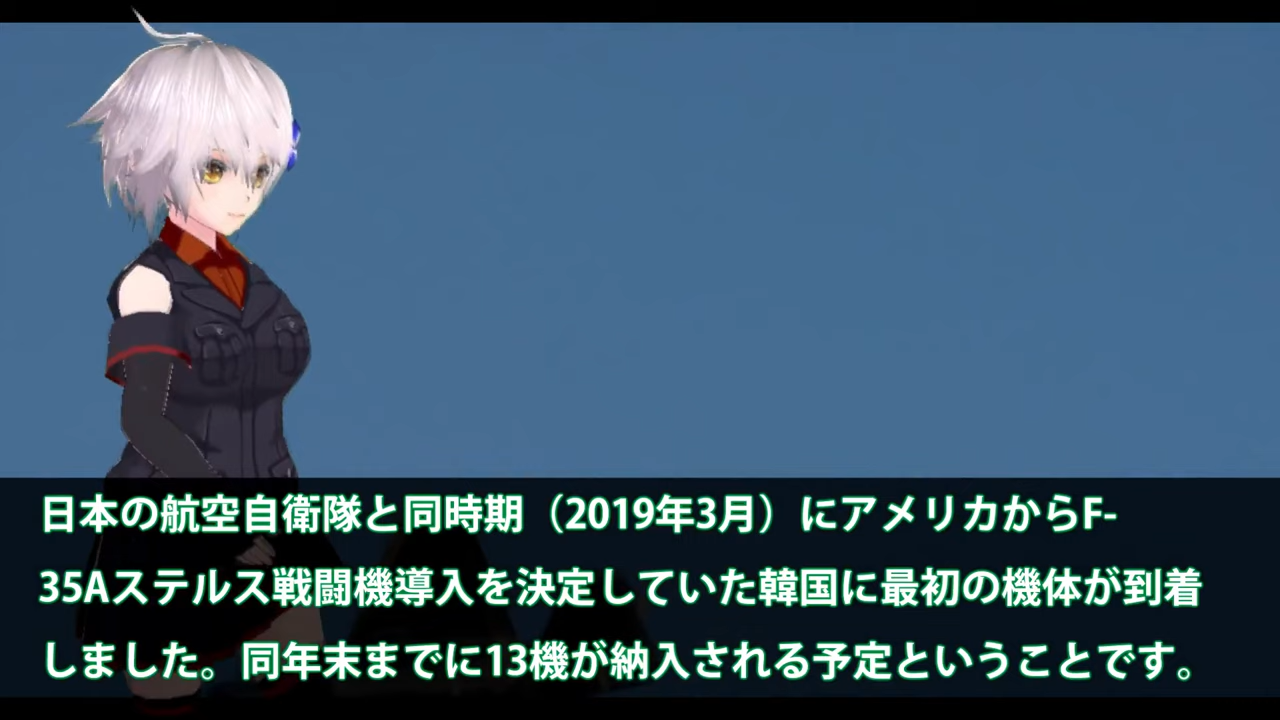 日本の航空自衛隊と同時期（2019年3月）にアメリカからF-
35Aステルス戦闘機導入を決定していた韓国に最初の機体が到着
しました。同年末までに13機が納入される予定ということです。